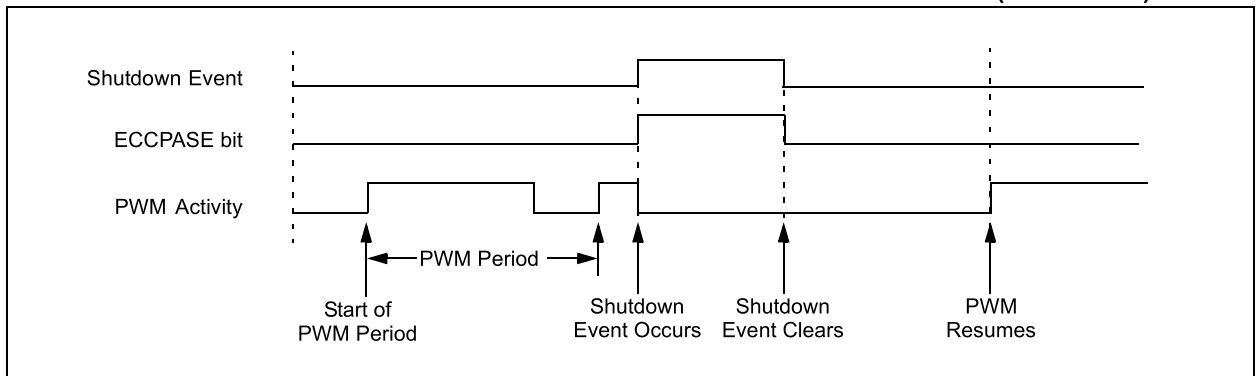 Shutdown Event
ECCPASE bit
PWM Activity
PWM Period
Start of
PWM Period
Shutdown
Event Occurs
Shutdown
Event Clears
PWM
Resumes